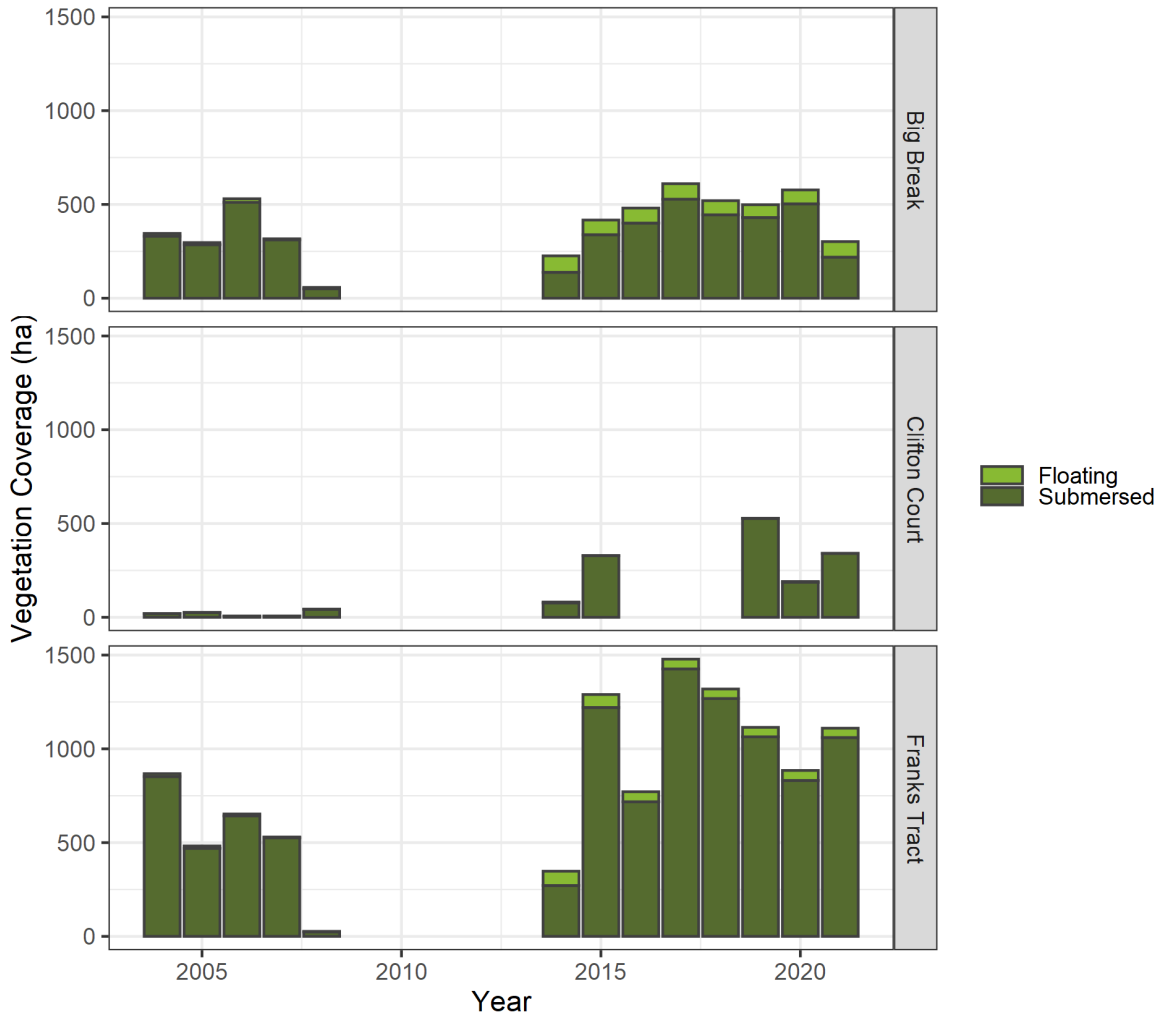 Vegetation Coverage (ha)
1500
1000
500
0
Big Break
1500
1000
500
0
Clifton Court
1500
1000
500
0
Franks Tract
2005
2010
2015
2020
Year
Floating
Submersed